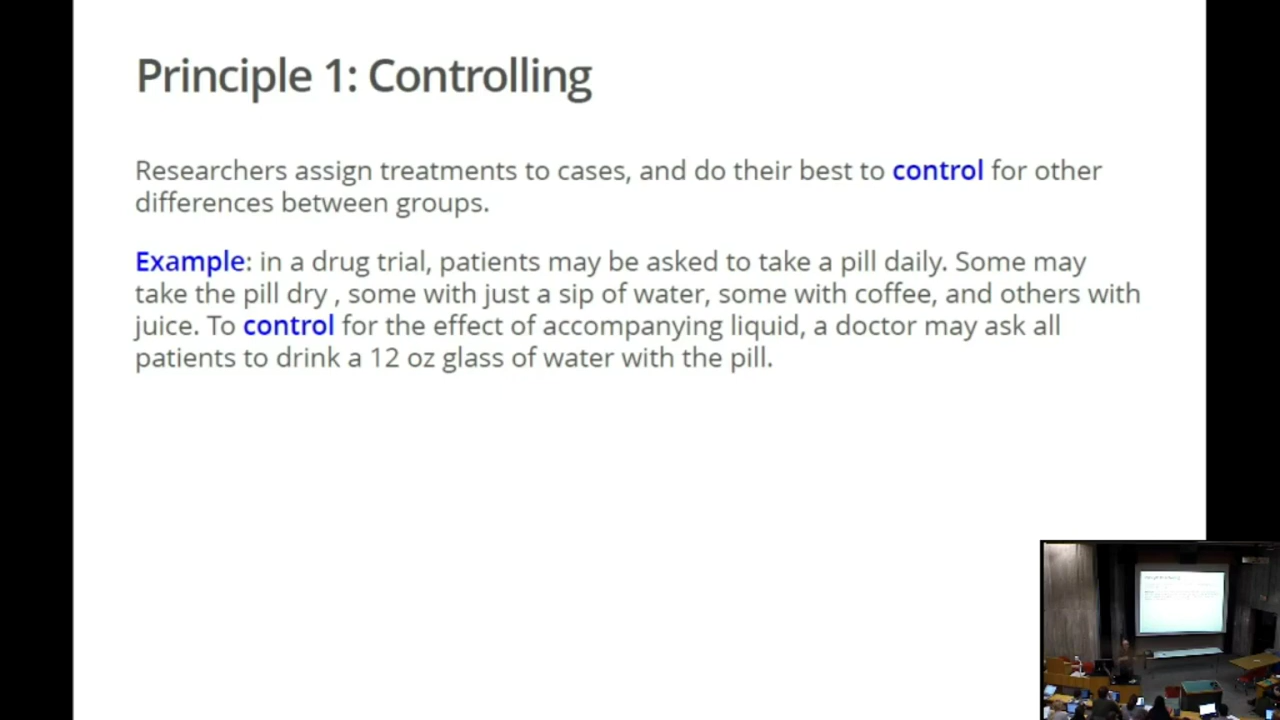 Principle 1: Controlling
Researchers assign treatments to cases, and do their best to control for other
differences between groups.
Example: in a drug trial, patients may be asked to take a pill daily. Some may
take the pill dry , some with just a sip of water, some with coffee, and others with
juice. To control for the effect of accompanying liquid, a doctor may ask all
patients to drink a 12 oz glass of water with the pill.